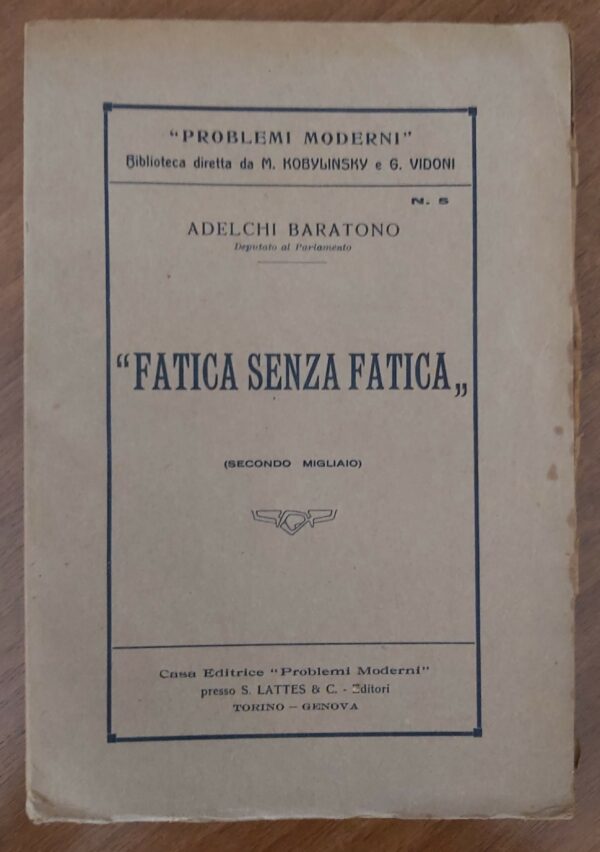 "PROBLEMI MODERNI"
Biblioteca diretta da M. KOBYLINSKY e G. VIDONI
N. 5
ADELCHI BARATONO
Deputato al Parlamento
“FATICA SENZA FATICA„
(SECONDO MIGLIAIO)
Casa Editrice "Problemi Moderni"
presso S. LATTES & C. - Editori
TORINO - GENOVA